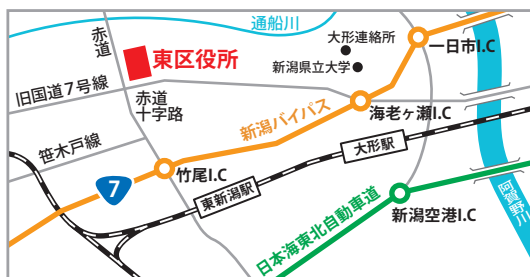 通船川
赤道
東区役所
大形連絡所
新潟県立大学
一日市I.C
旧国道7号線
赤道
十字路
新潟バイパス
海老ヶ瀬I.C
笹木戸線
竹尾I.C
大形駅
7
東新潟駅
阿賀野川
新潟空港I.C
日本海東北自動車道